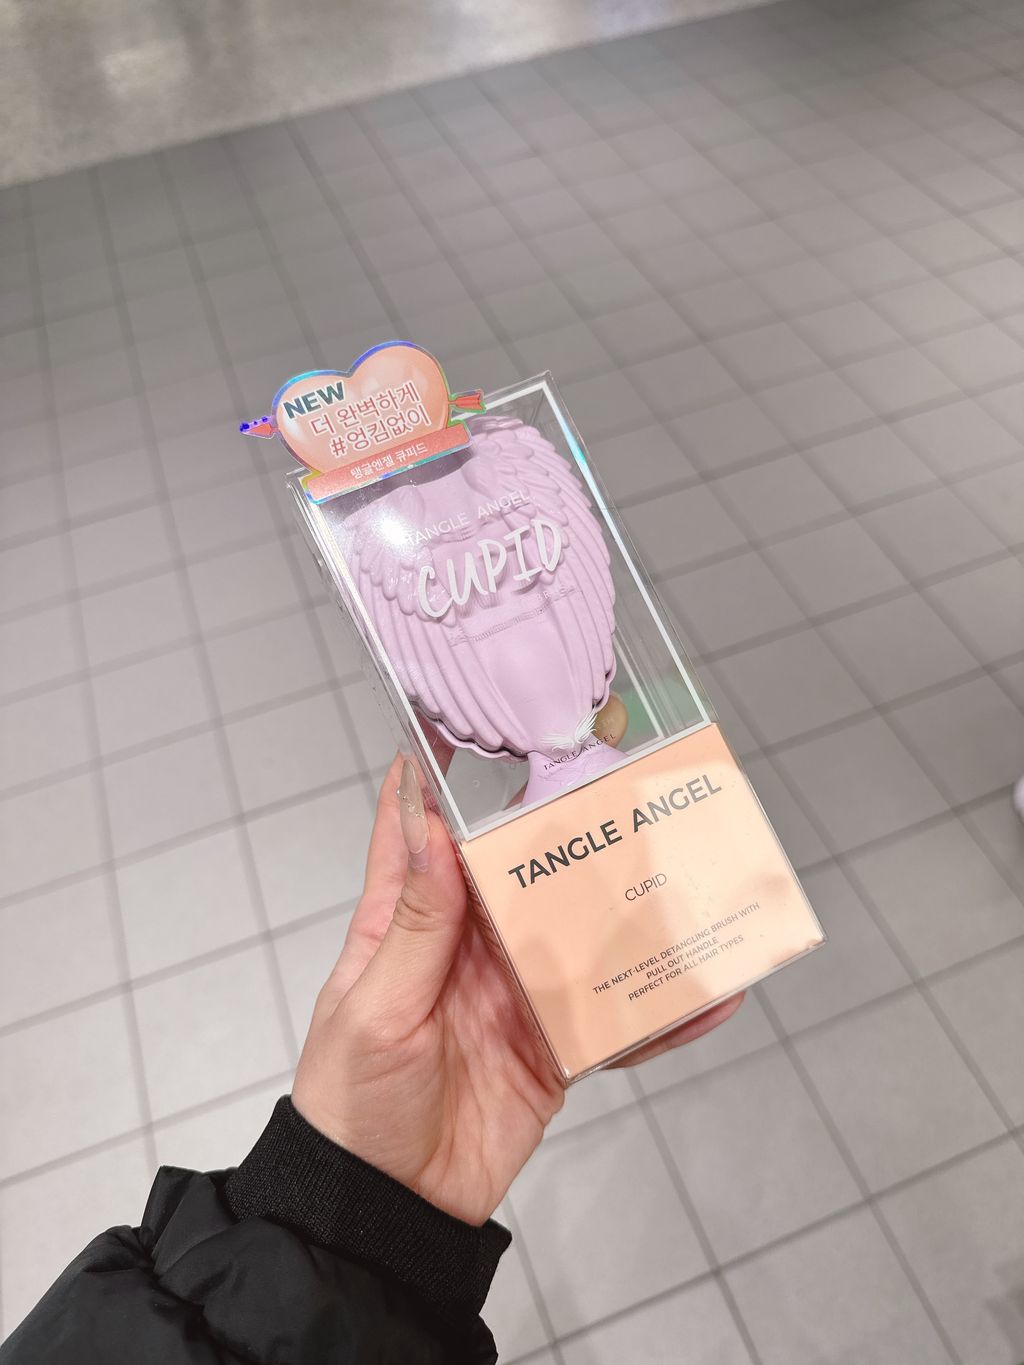 NEW
더 완벽하게
#엉킴없이
탱글엔젤 큐피드
TANGLE ANGEL
CUPID
TANGLE ANGEL
TANGLE ANGEL
CUPID
THE NEXT-LEVEL DETANGLING BRUSH WITH
PULL OUT HANDLE
PERFECT FOR ALL HAIR TYPES